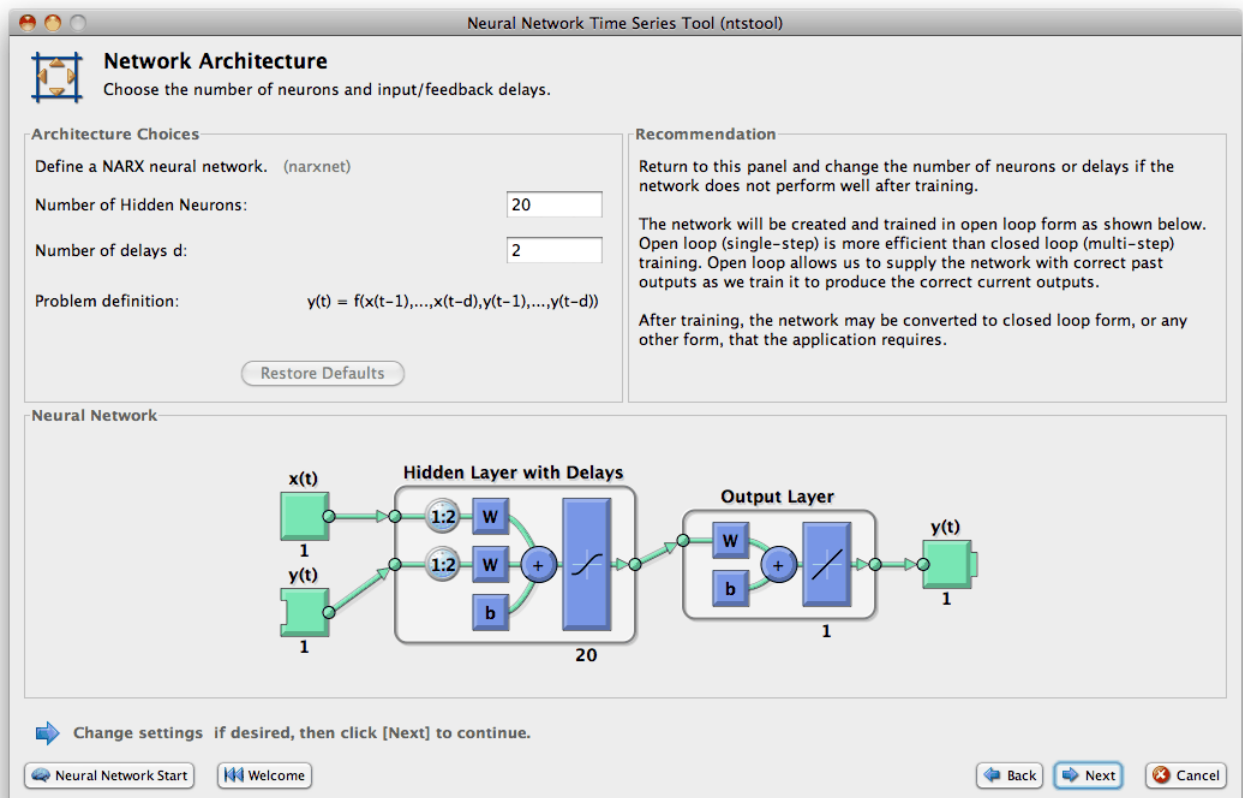 Neural Network Time Series Tool (ntstool)
Network Architecture
Choose the number of neurons and input/feedback delays.
Architecture Choices
Define a NARX neural network. (narxnet)
Number of Hidden Neurons: 20
Number of delays d: 2
Problem definition: y(t) = f(x(t-1),...,x(t-d),y(t-1),...,y(t-d))
Restore Defaults
Recommendation
Return to this panel and change the number of neurons or delays if the
network does not perform well after training.
The network will be created and trained in open loop form as shown below.
Open loop (single-step) is more efficient than closed loop (multi-step)
training. Open loop allows us to supply the network with correct past
outputs as we train it to produce the correct current outputs.
After training, the network may be converted to closed loop form, or any
other form, that the application requires.
Neural Network
x(t)
1
y(t)
1
Hidden Layer with Delays
1:2 W
1:2 W +
b
20
Output Layer
W
+
b
1
y(t)
1
Change settings if desired, then click [Next] to continue.
Neural Network Start Welcome Back Next Cancel